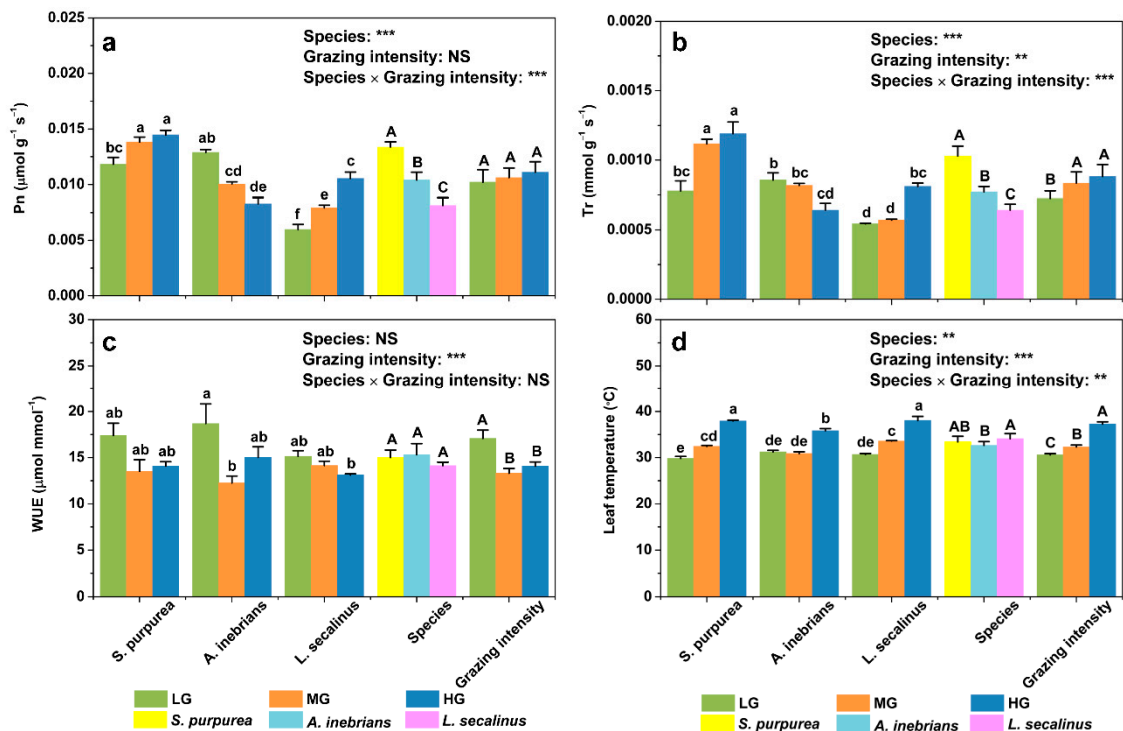 a
Species: ***
Grazing intensity: NS
Species × Grazing intensity: ***
Pn (μmol g⁻¹ s⁻¹)
0.025
0.020
0.015
0.010
0.005
0.000
bc a a
ab cd de
f e c
A B C
A A A
b
Species: ***
Grazing intensity: **
Species × Grazing intensity: ***
Tr (mmol g⁻¹ s⁻¹)
0.0020
0.0015
0.0010
0.0005
0.0000
bc a a
b bc cd
d d bc
A B C
B A A
c
Species: NS
Grazing intensity: ***
Species × Grazing intensity: NS
WUE (μmol mmol⁻¹)
30
25
20
15
10
5
0
ab ab ab
a b ab
ab ab b
A A A
A B B
S. purpurea
A. inebrians
L. secalinus
Species
Grazing intensity
d
Species: **
Grazing intensity: ***
Species × Grazing intensity: **
Leaf temperature (°C)
60
50
40
30
20
10
0
e cd a
de de b
de c a
AB B A
C B A
S. purpurea
A. inebrians
L. secalinus
Species
Grazing intensity
LG MG HG
S. purpurea A. inebrians L. secalinus
LG MG HG
S. purpurea A. inebrians L. secalinus